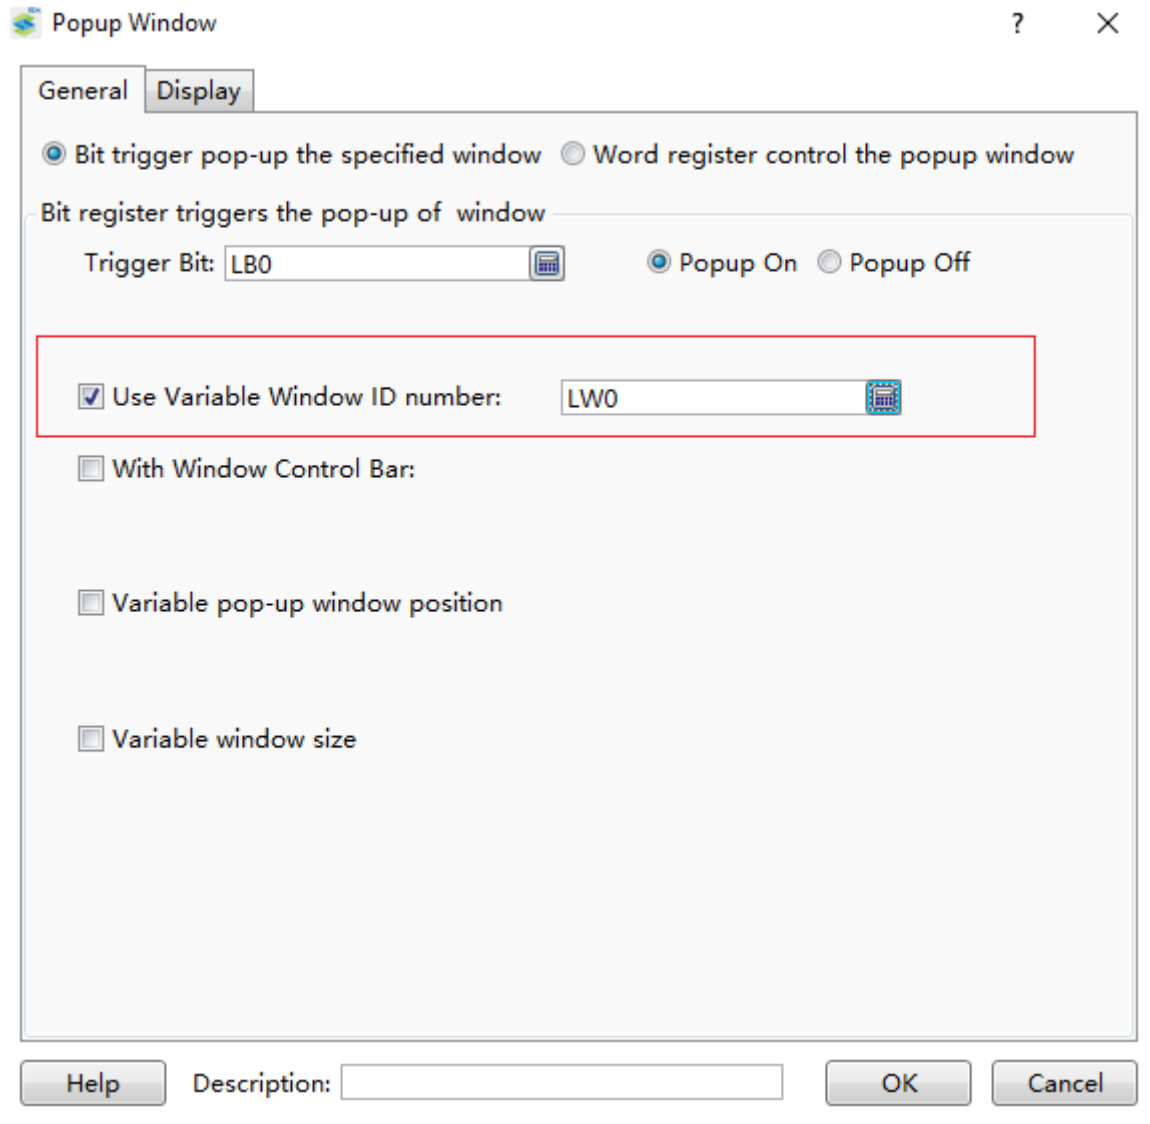 Popup Window ?
General Display
Bit trigger pop-up the specified window Word register control the popup window
Bit register triggers the pop-up of window
Trigger Bit: LB0 Popup On Popup Off
Use Variable Window ID number: LW0
With Window Control Bar:
Variable pop-up window position
Variable window size
Help Description: OK Cancel